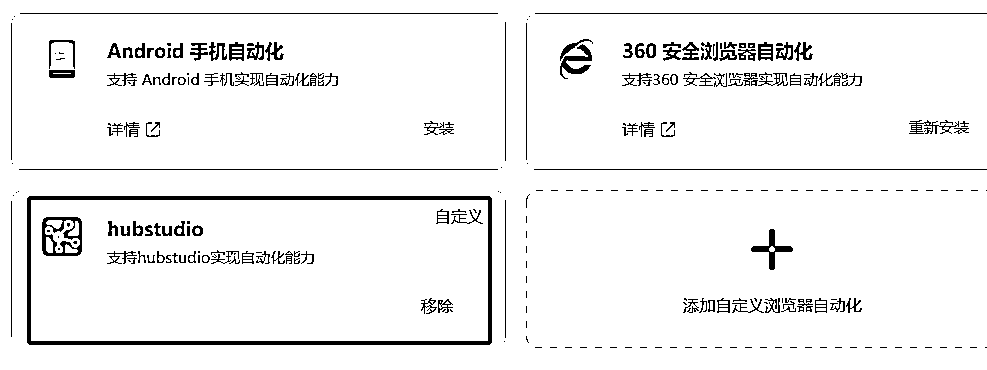 Android 手机自动化
支持 Android 手机实现自动化能力
详情
安装
360 安全浏览器自动化
支持360 安全浏览器实现自动化能力
详情
重新安装
自定义
hubstudio
支持hubstudio实现自动化能力
移除
添加自定义浏览器自动化